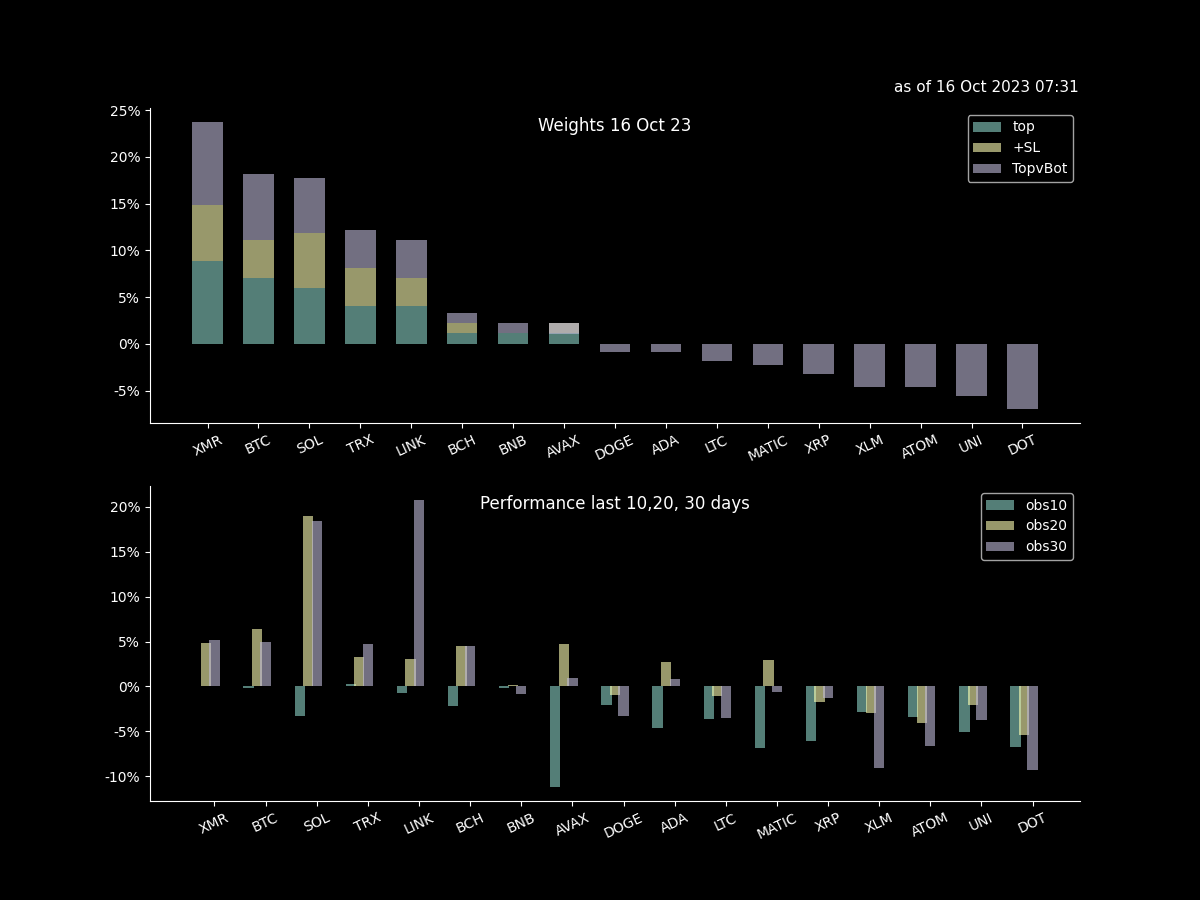 as of 16 Oct 2023 07:31
Weights 16 Oct 23
top
+SL
TopvBot
25%
20%
15%
10%
5%
0%
-5%
XMR BTC SOL TRX LINK BCH BNB AVAX DOGE ADA LTC MATIC XRP XLM ATOM UNI DOT
Performance last 10,20, 30 days
obs10
obs20
obs30
20%
15%
10%
5%
0%
-5%
-10%
XMR BTC SOL TRX LINK BCH BNB AVAX DOGE ADA LTC MATIC XRP XLM ATOM UNI DOT